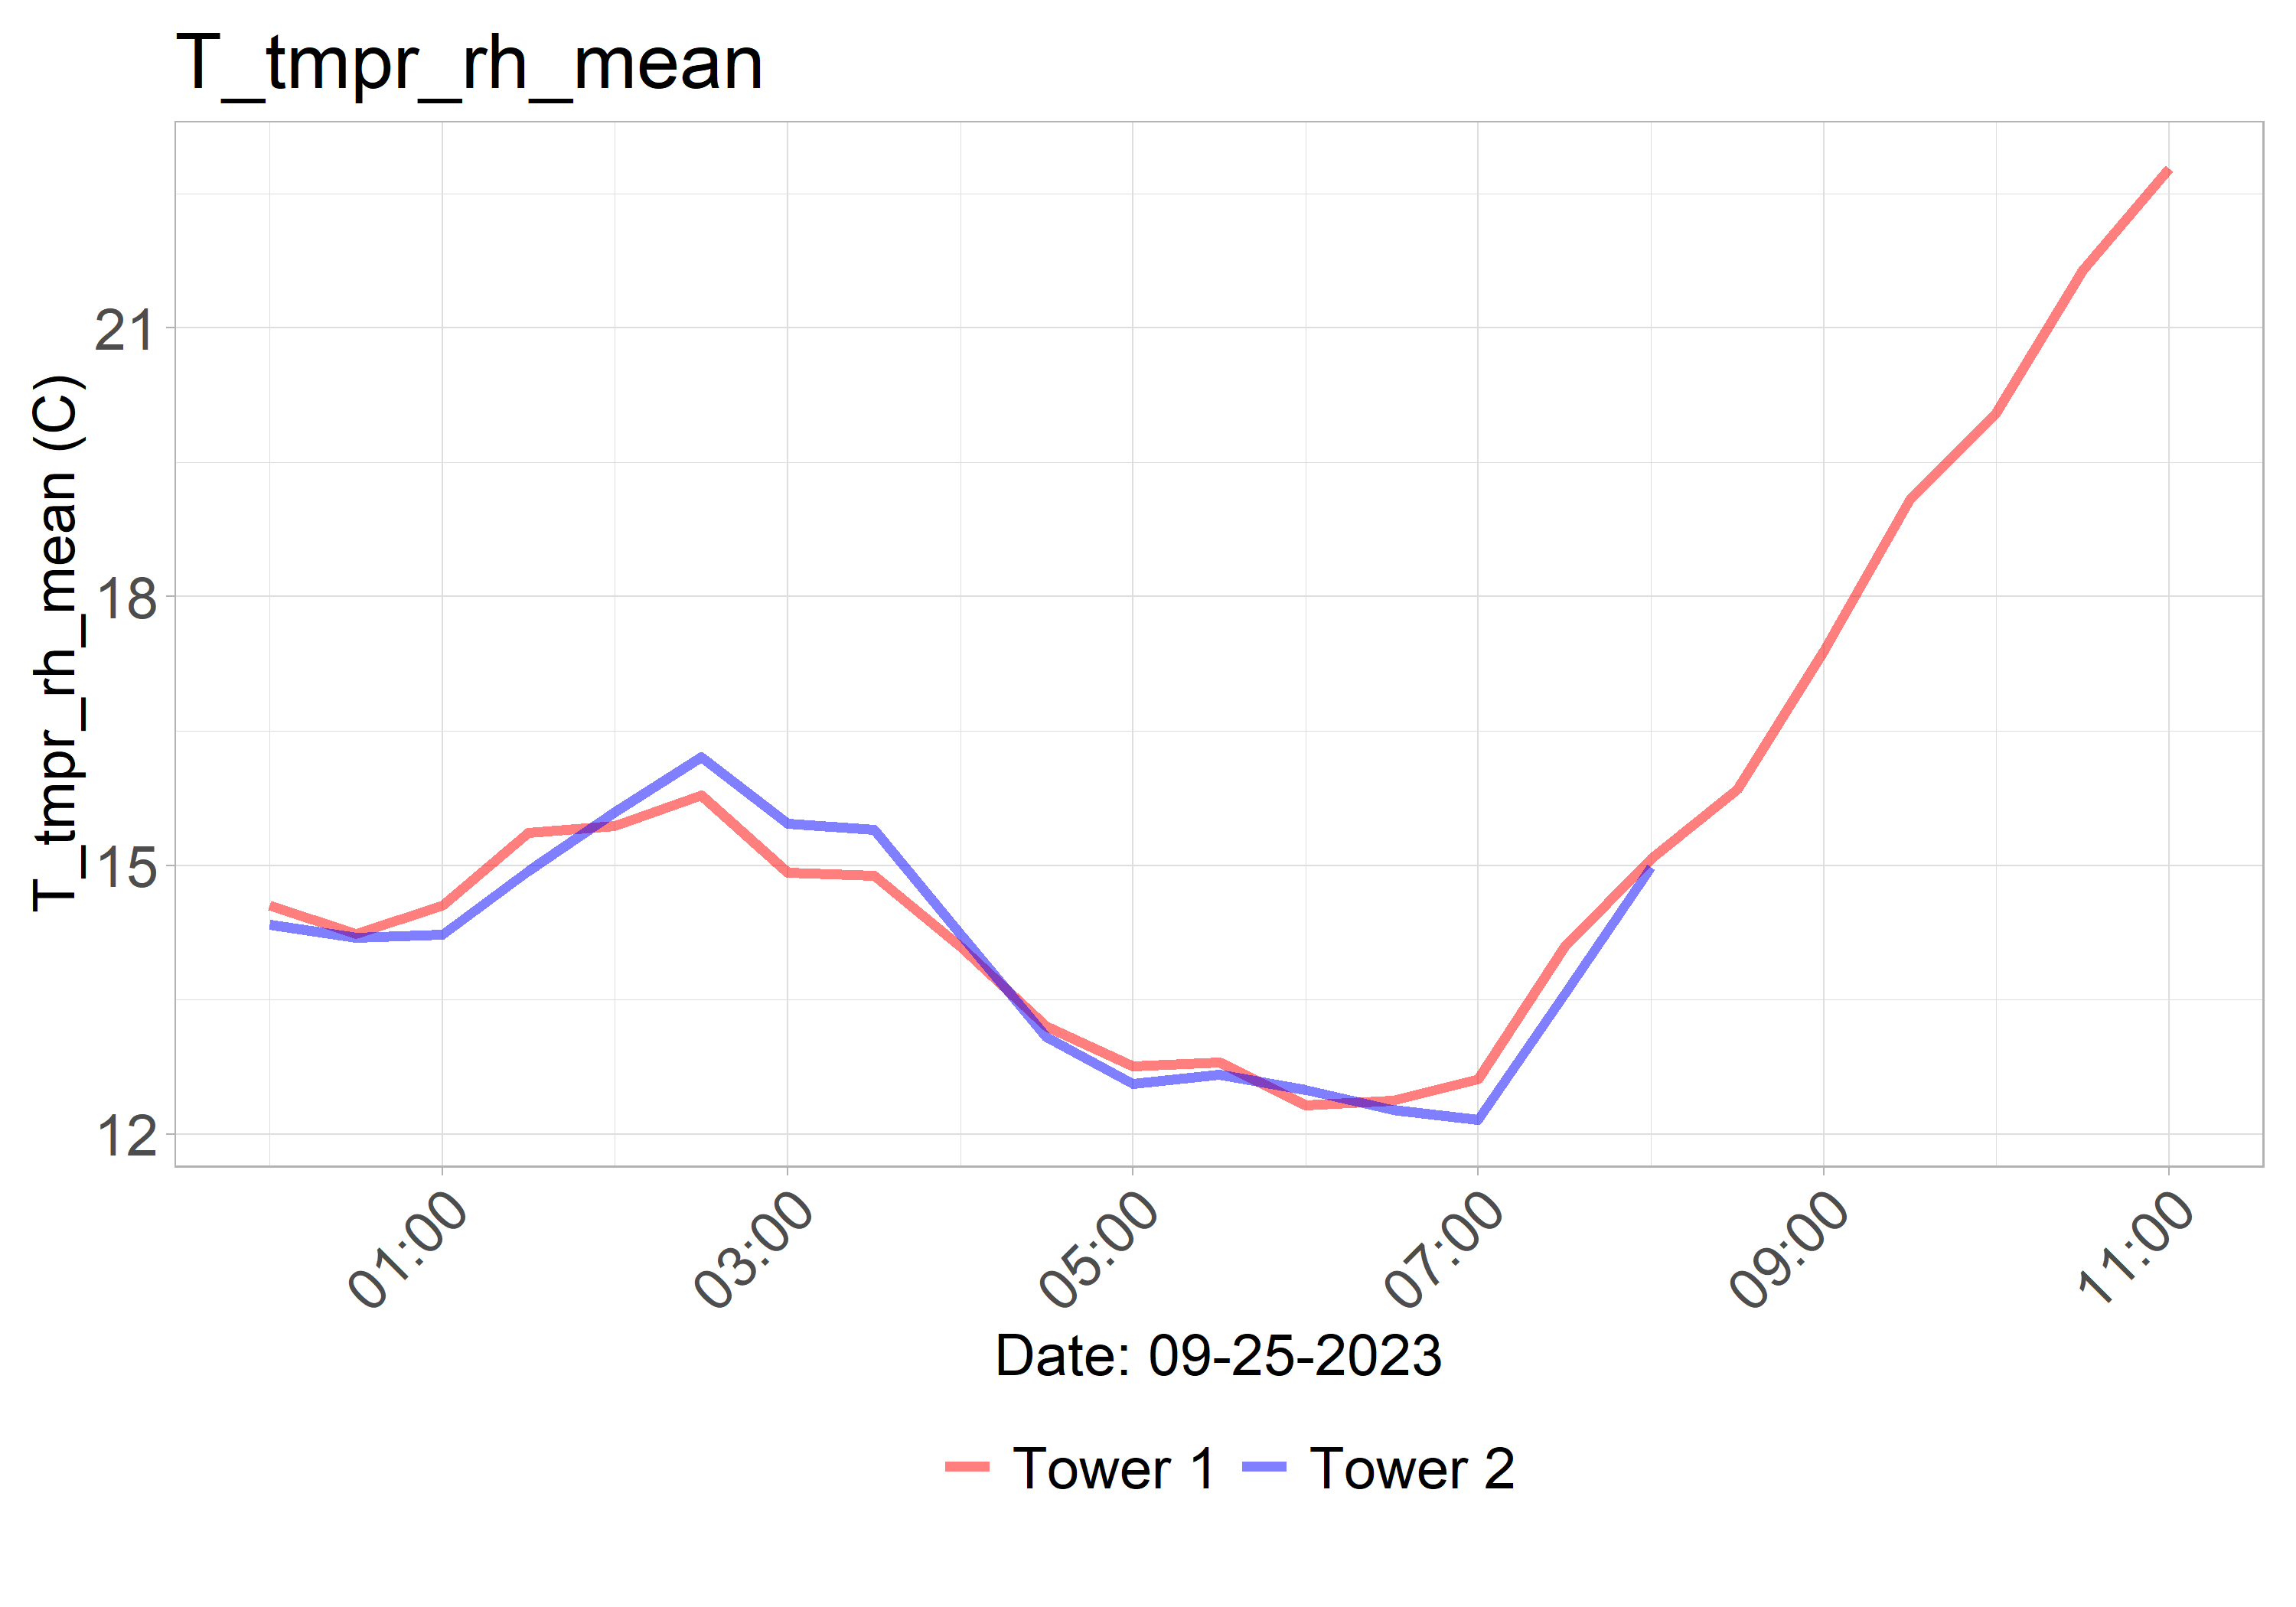 T_tmpr_rh_mean
T_tmpr_rh_mean (C)
21
18
15
12
01:00
03:00
05:00
07:00
09:00
11:00
Date: 09-25-2023
Tower 1
Tower 2